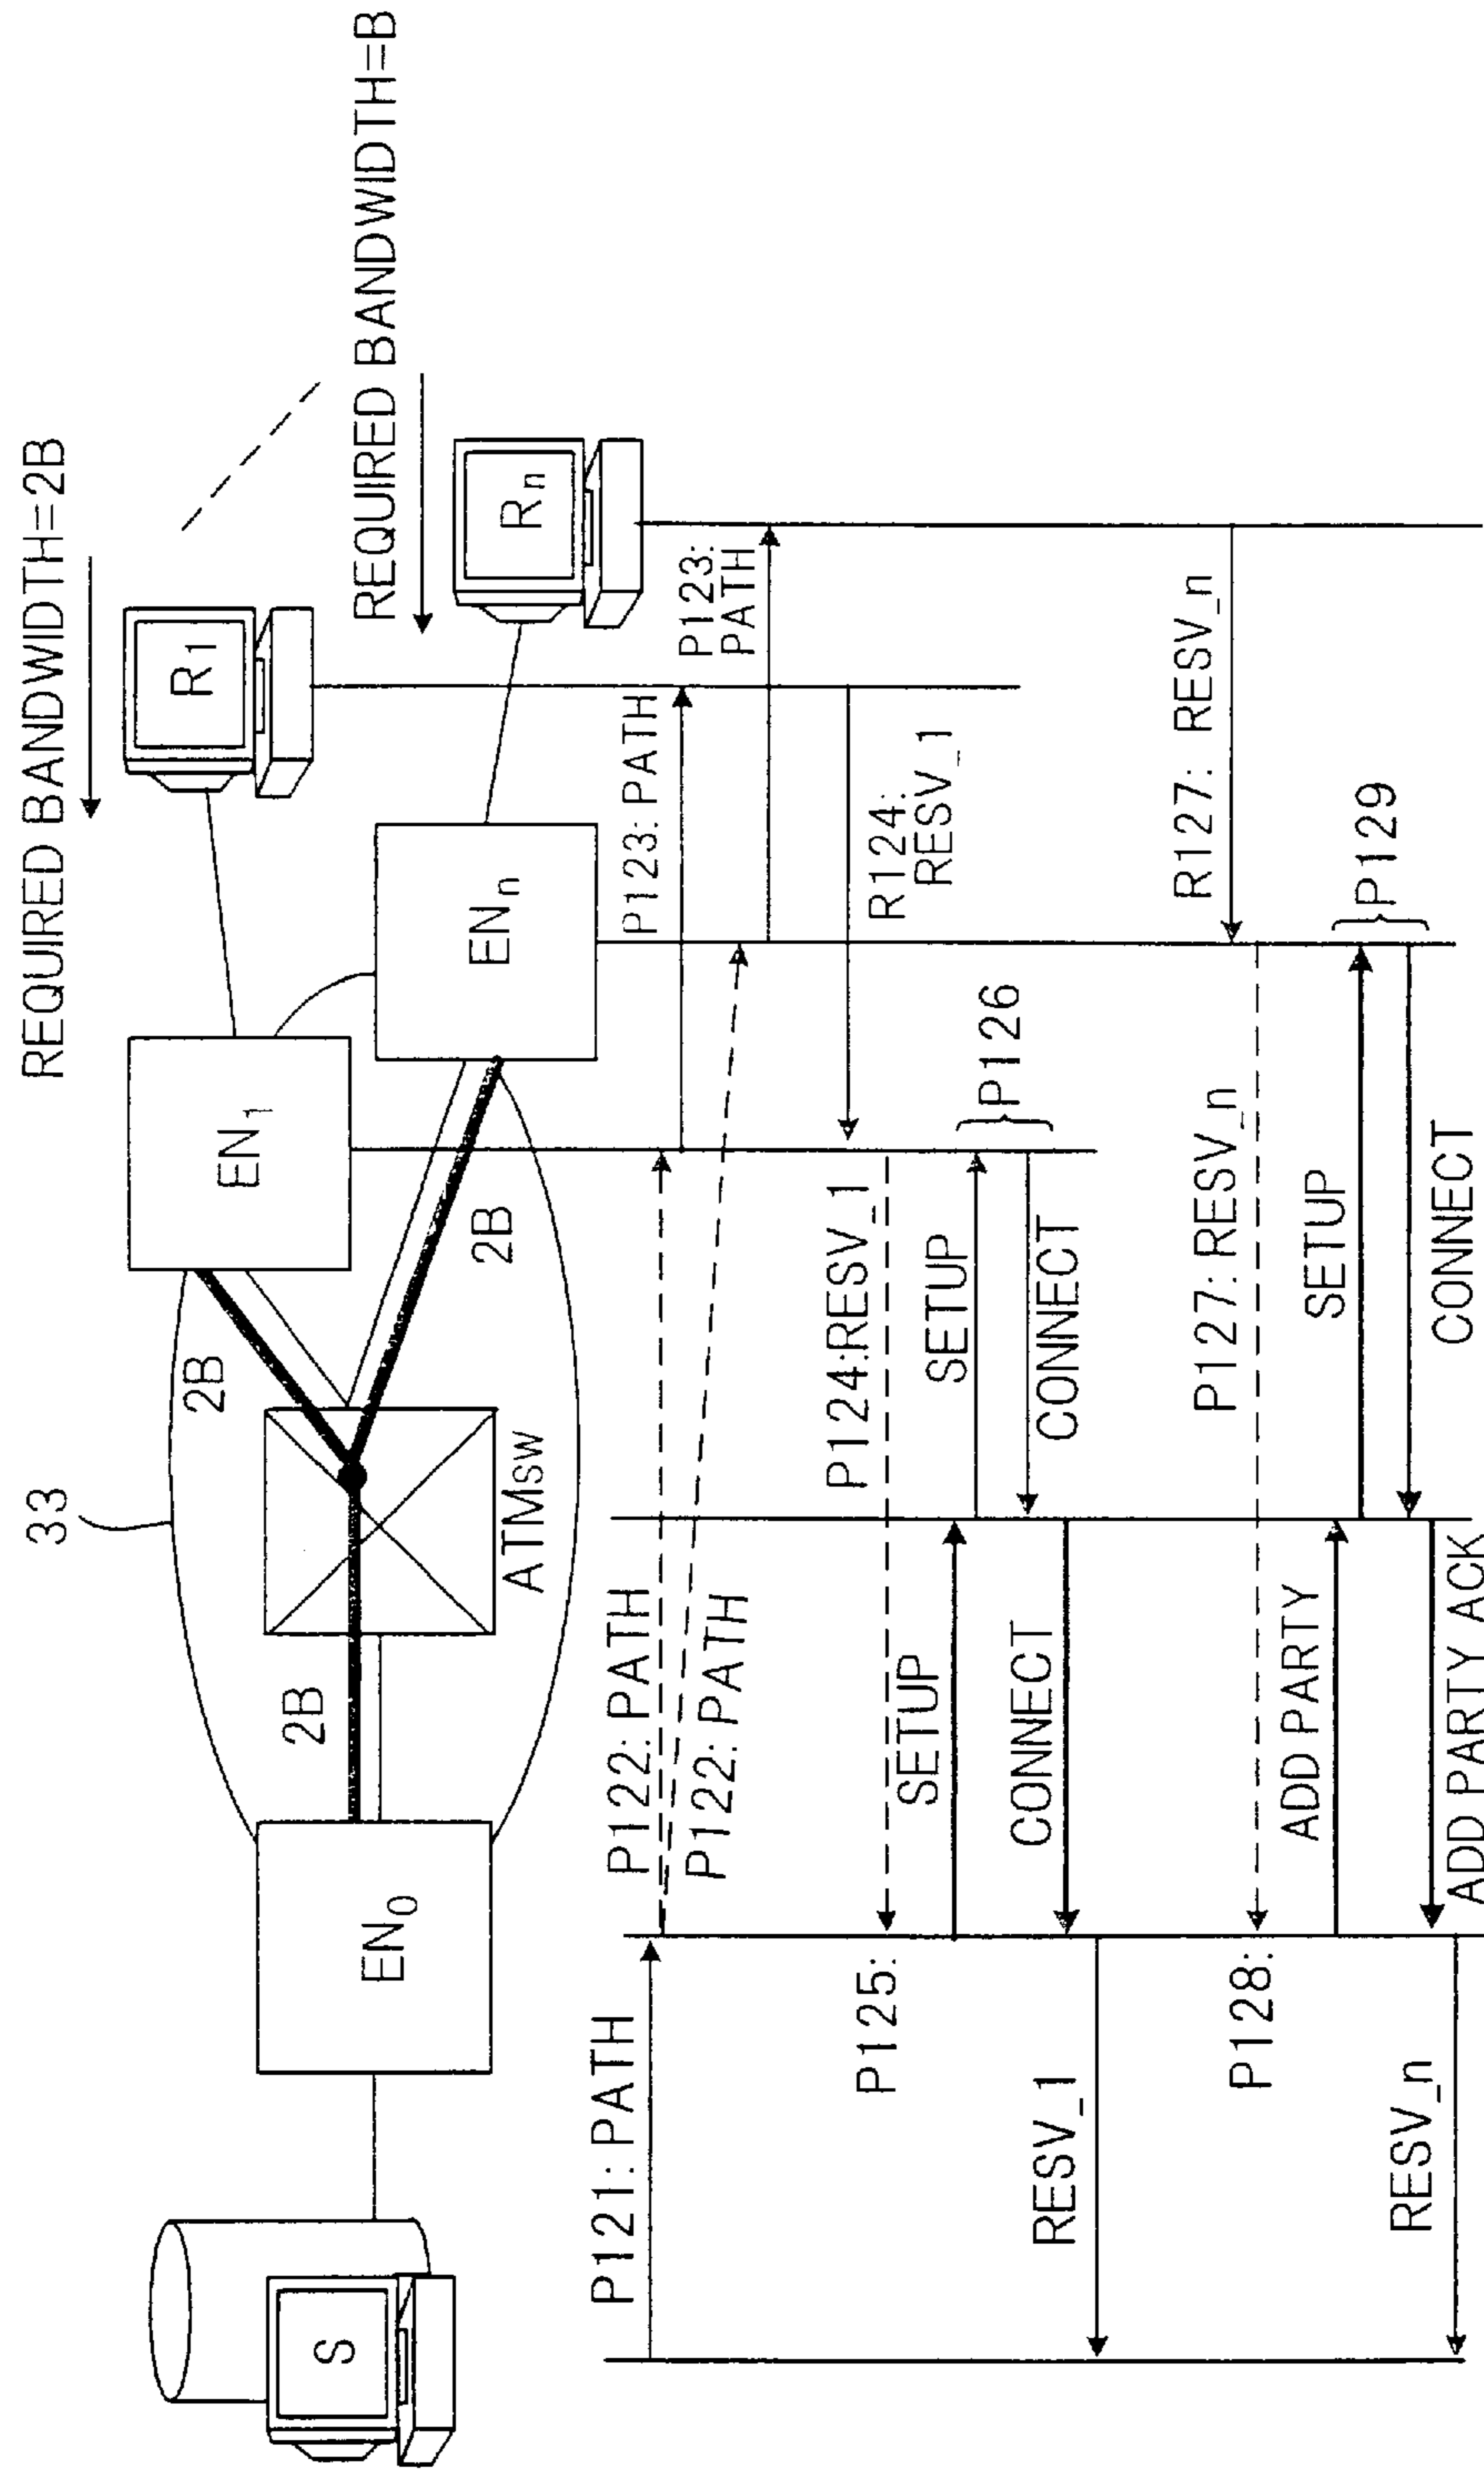 REQUIRED BANDWIDTH=2B
REQUIRED BANDWIDTH=B
33
S
EN0
2B
ATMSW
2B
2B
EN1
ENn
R1
Rn
P121: PATH
P122: PATH
P122: PATH
P123: PATH
P123:
PATH
R124:
RESV_1
P124:RESV_1
P125:
SETUP
SETUP
P126
CONNECT
CONNECT
RESV_1
R127: RESV_n
P127: RESV_n
P128:
ADD PARTY
SETUP
P129
CONNECT
ADD PARTY ACK
RESV_n